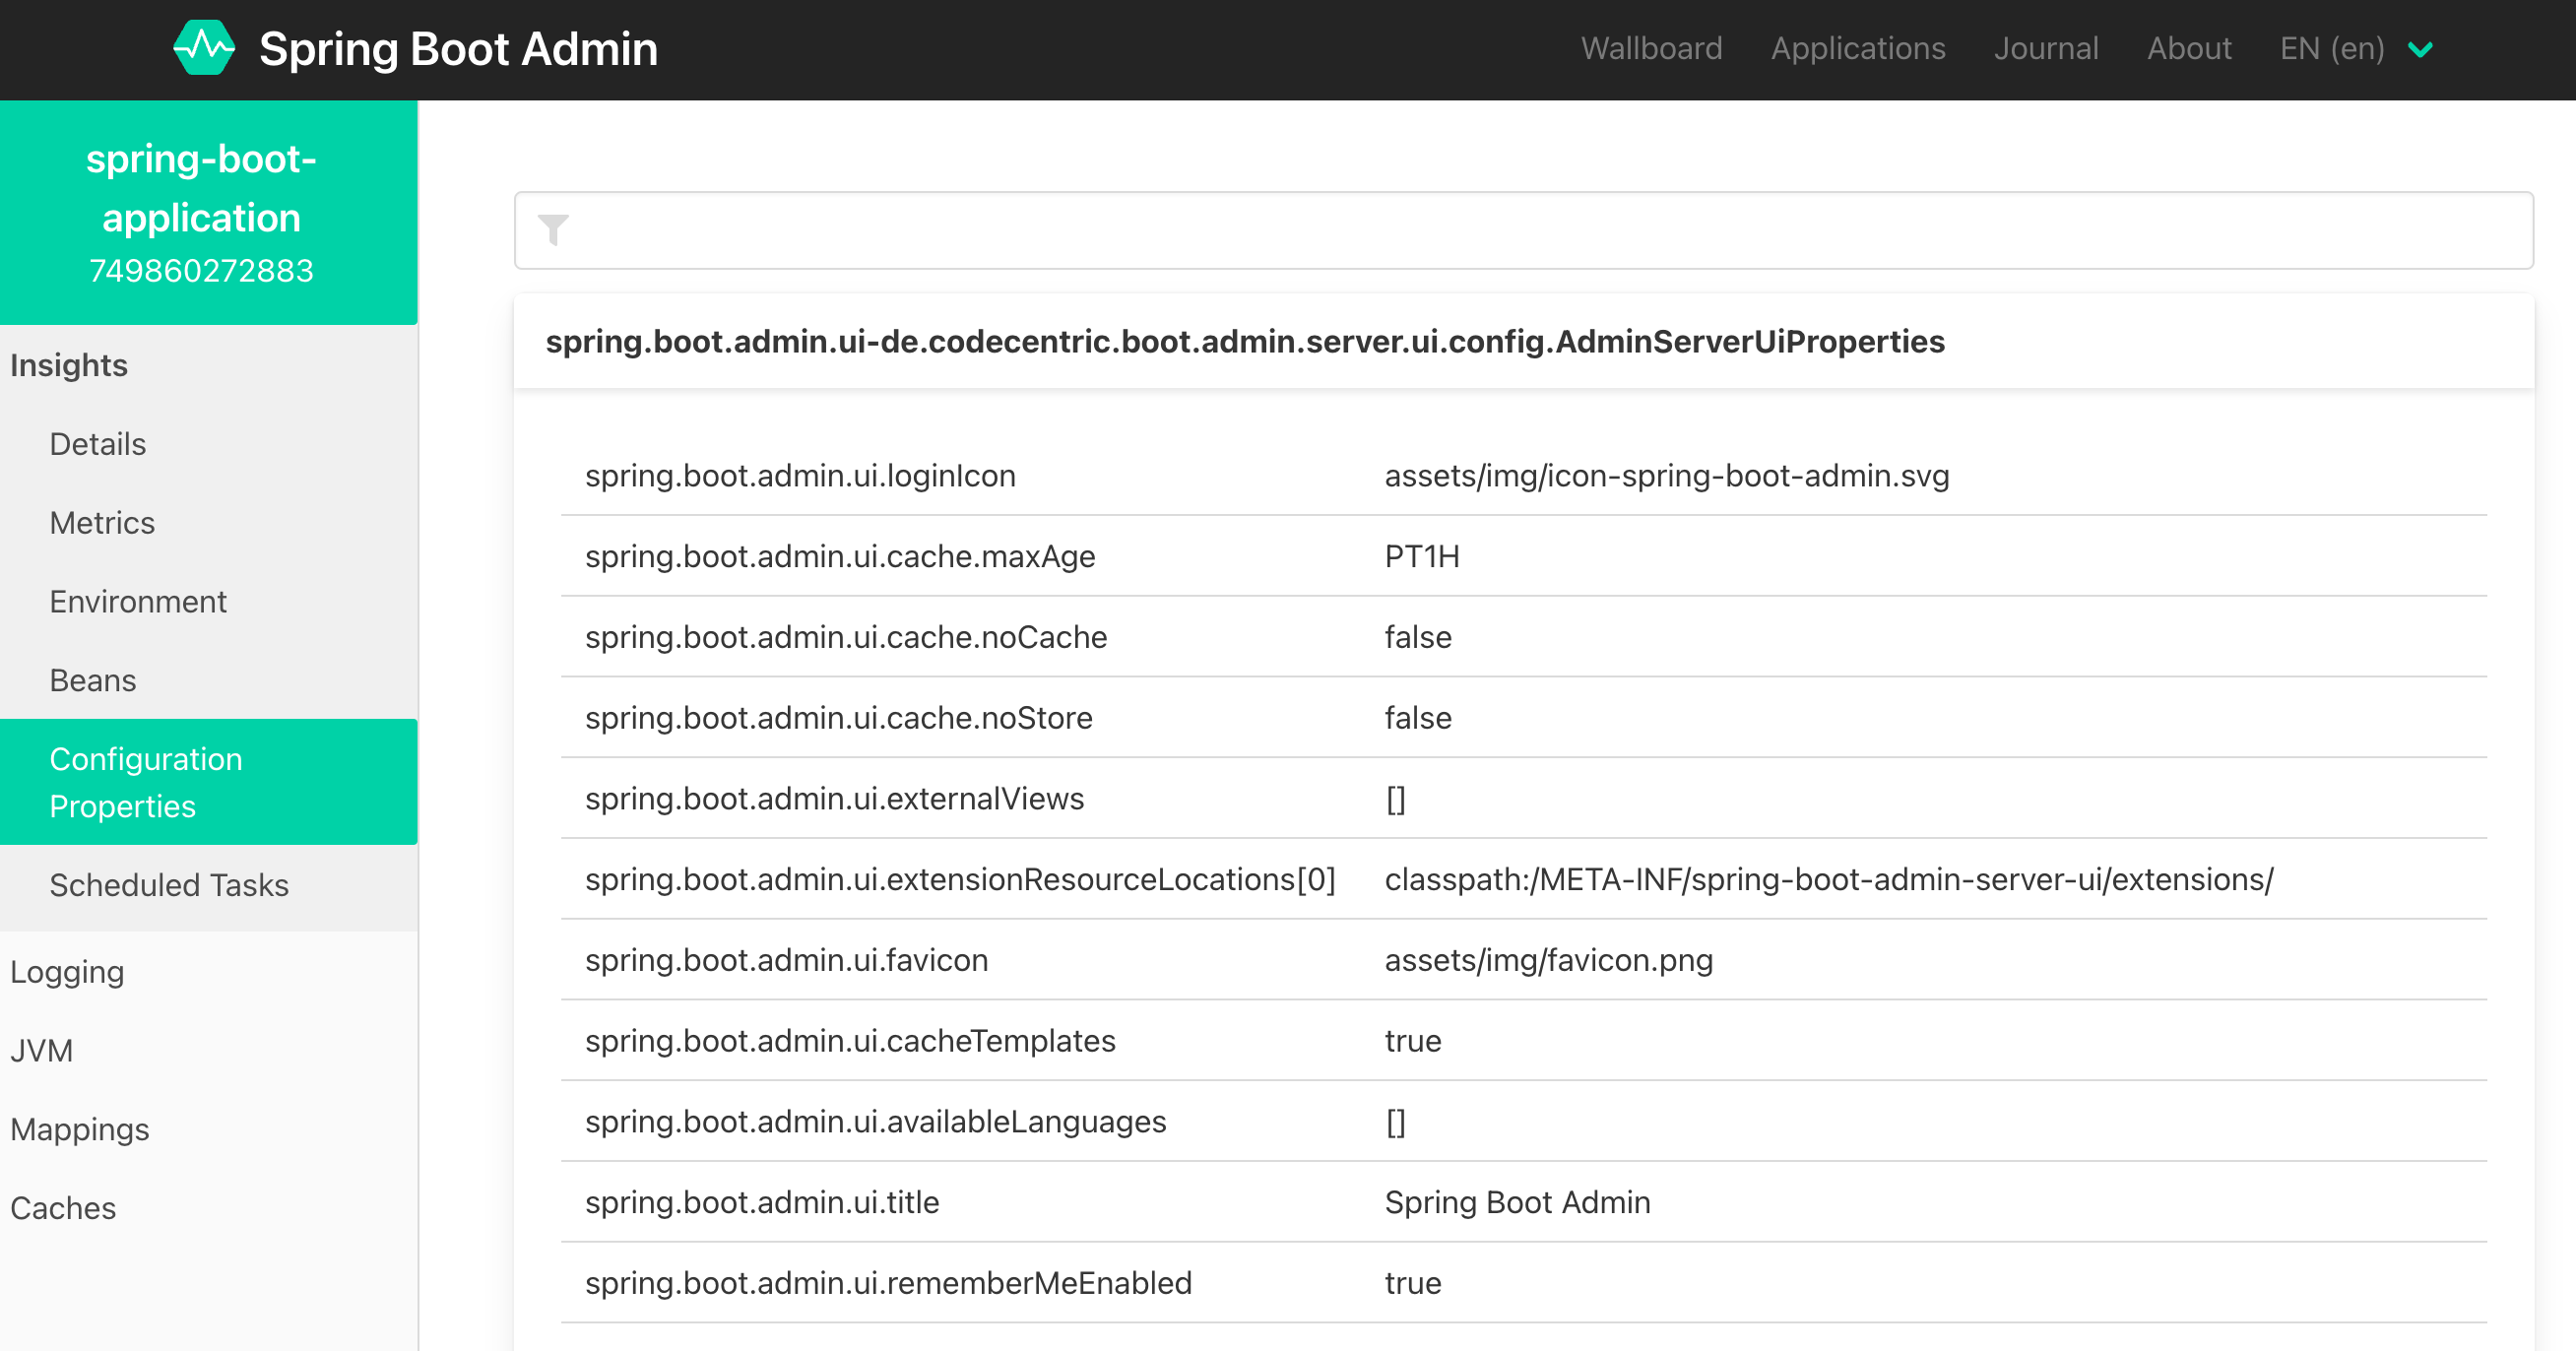 Spring Boot Admin
Wallboard Applications Journal About EN (en)
spring-boot-
application
749860272883
Insights
Details
Metrics
Environment
Beans
Configuration
Properties
Scheduled Tasks
Logging
JVM
Mappings
Caches
spring.boot.admin.ui-de.codecentric.boot.admin.server.ui.config.AdminServerUiProperties
spring.boot.admin.ui.loginIcon assets/img/icon-spring-boot-admin.svg
spring.boot.admin.ui.cache.maxAge PT1H
spring.boot.admin.ui.cache.noCache false
spring.boot.admin.ui.cache.noStore false
spring.boot.admin.ui.externalViews []
spring.boot.admin.ui.extensionResourceLocations[0] classpath:/META-INF/spring-boot-admin-server-ui/extensions/
spring.boot.admin.ui.favicon assets/img/favicon.png
spring.boot.admin.ui.cacheTemplates true
spring.boot.admin.ui.availableLanguages []
spring.boot.admin.ui.title Spring Boot Admin
spring.boot.admin.ui.rememberMeEnabled true